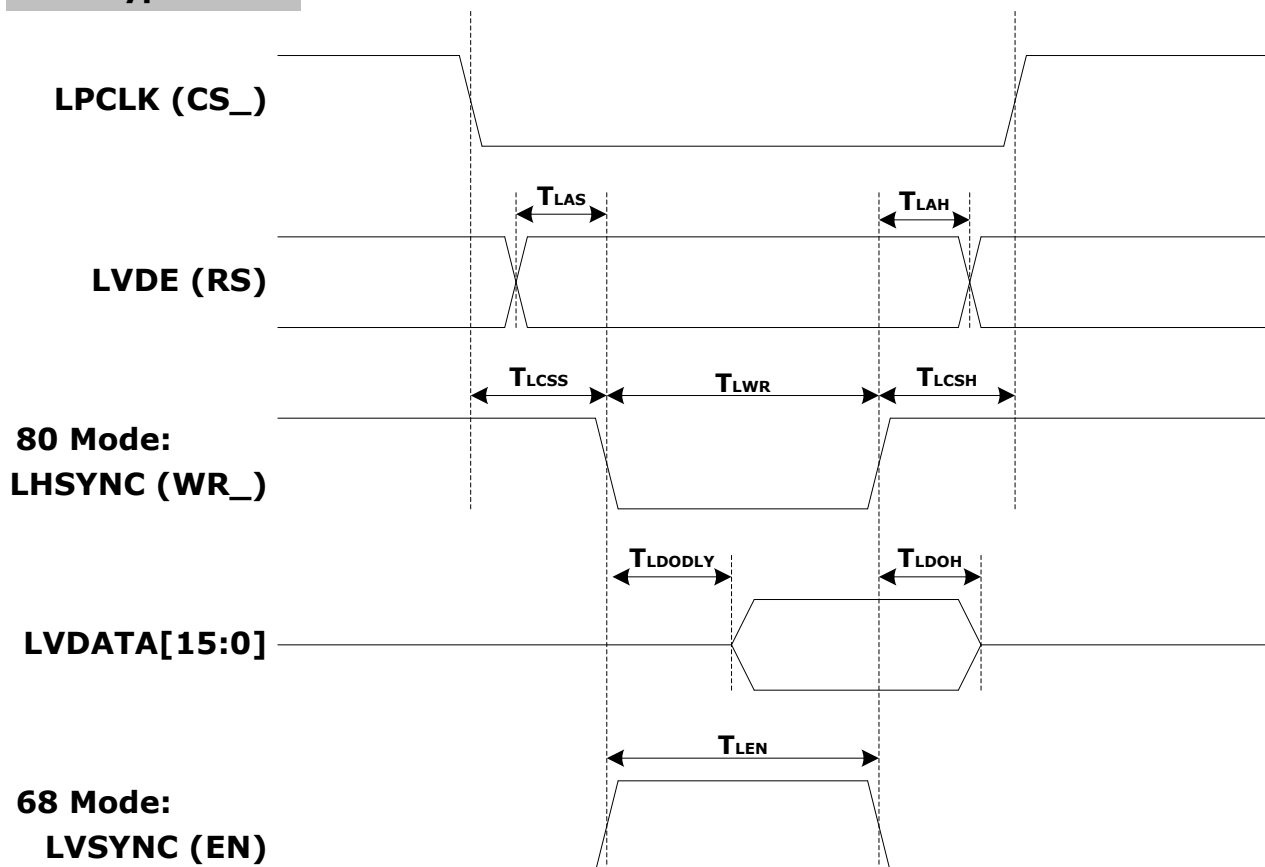 LPCLK (CS_)
TLAS
TLAH
LVDE (RS)
TLCSS
TLWR
TLCSH
80 Mode:
LHSYNC (WR_)
TLDODLY
TLDOH
LVDATA[15:0]
TLEN
68 Mode:
LVSYNC (EN)